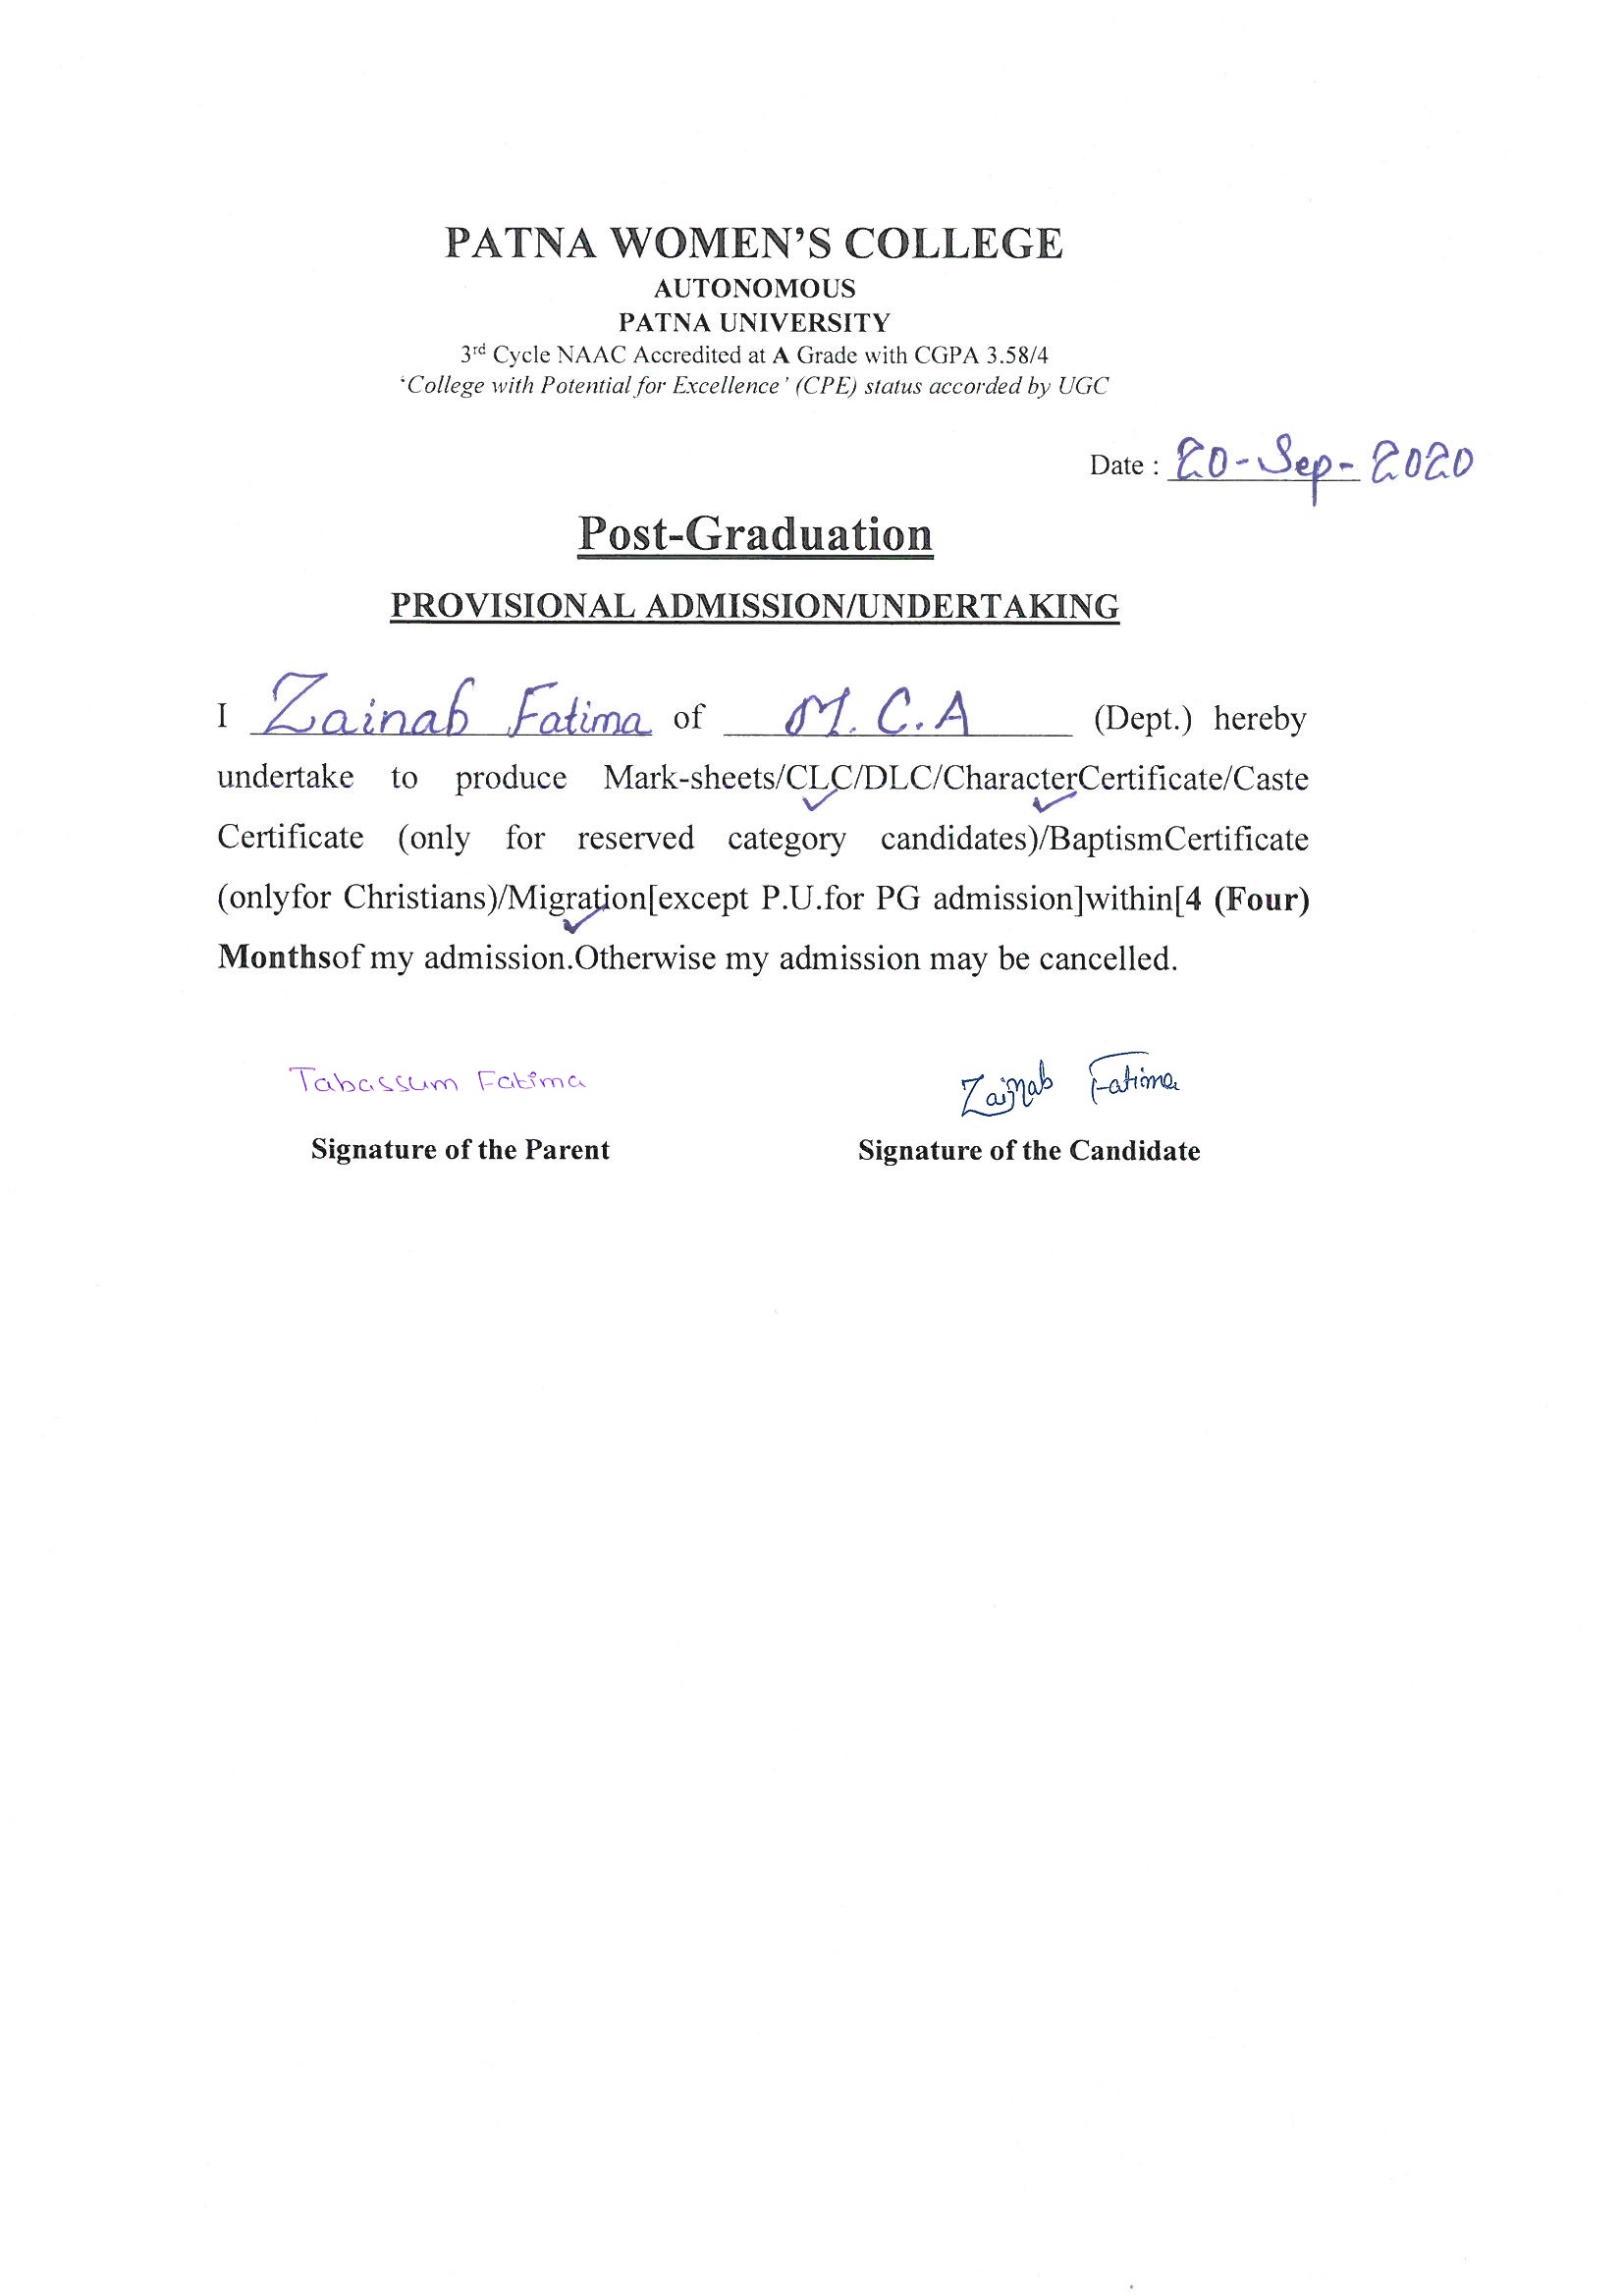 PATNA WOMEN'S COLLEGE
AUTONOMOUS
PATNA UNIVERSITY
3rd Cycle NAAC Accredited at A Grade with CGPA 3.58/4
'College with Potential for Excellence' (CPE) status accorded by UGC
Date : 20-Sep-2020
Post-Graduation
PROVISIONAL ADMISSION/UNDERTAKING
I Zainab Fatima of M.C.A (Dept.) hereby
undertake to produce Mark-sheets/CLC/DLC/CharacterCertificate/Caste
Certificate (only for reserved category candidates)/BaptismCertificate
(onlyfor Christians)/Migration[except P.U.for PG admission]within[4 (Four)
Monthsof my admission.Otherwise my admission may be cancelled.
Tabassum Fatima Zainab Fatima
Signature of the Parent Signature of the Candidate